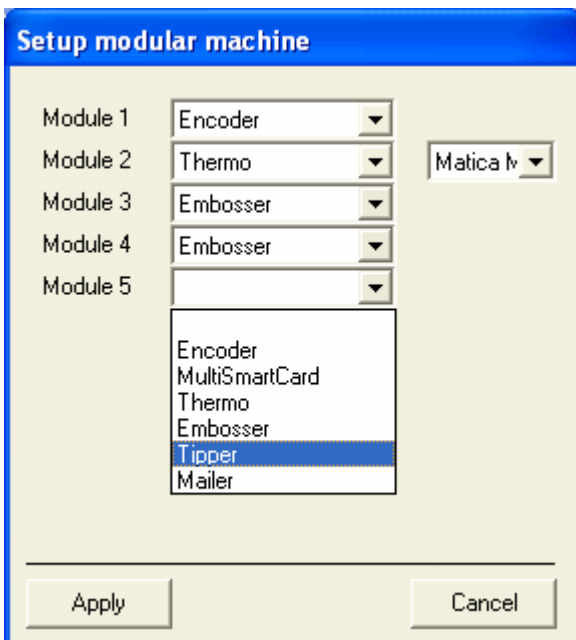 Setup modular machine
Module 1 Encoder
Module 2 Thermo Matica
Module 3 Embosser
Module 4 Embosser
Module 5
Encoder
MultiSmartCard
Thermo
Embosser
Tipper
Mailer
Apply Cancel